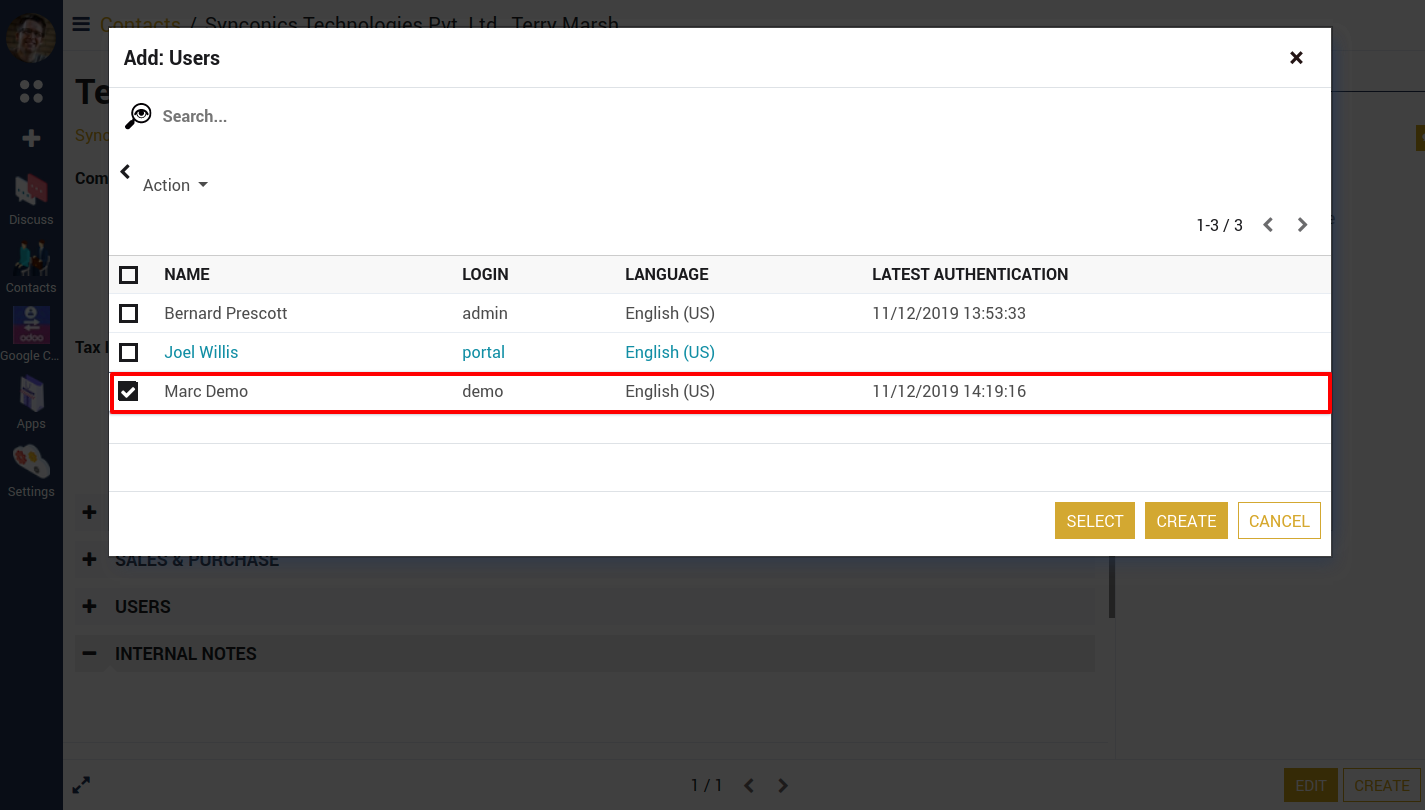 Contacts / Synconics Technologies Pvt. Ltd., Terry Marsh
Add: Users
Te
Search...
Sync
Com
Action
1-3 / 3
Discuss
NAME LOGIN LANGUAGE LATEST AUTHENTICATION
Contacts
Bernard Prescott admin English (US) 11/12/2019 13:53:33
odoo
Google C...
Tax I
Joel Willis portal English (US)
Marc Demo demo English (US) 11/12/2019 14:19:16
Apps
Settings
SELECT CREATE CANCEL
SALES & PURCHASE
USERS
INTERNAL NOTES
1 / 1
EDIT CREATE